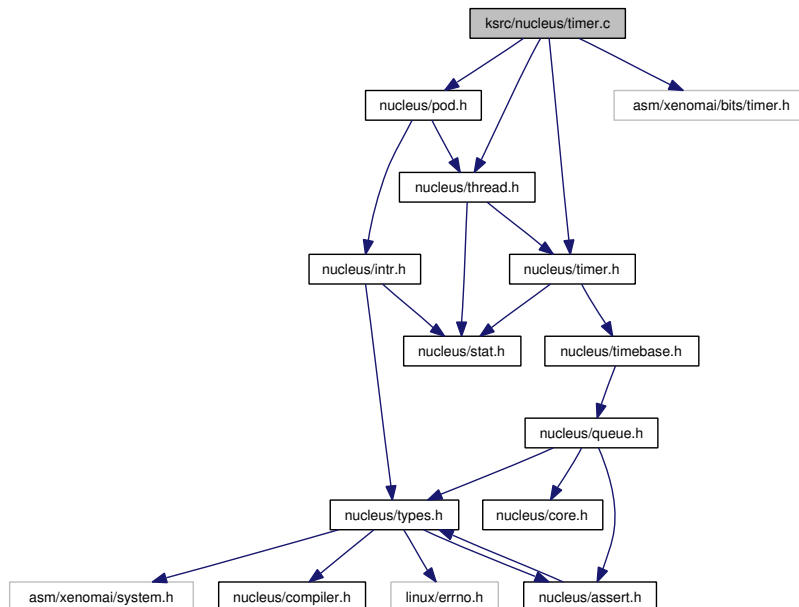 ksrc/nucleus/timer.c
nucleus/pod.h
asm/xenomai/bits/timer.h
nucleus/thread.h
nucleus/intr.h
nucleus/timer.h
nucleus/stat.h
nucleus/timebase.h
nucleus/queue.h
nucleus/types.h
nucleus/core.h
asm/xenomai/system.h
nucleus/compiler.h
linux/errno.h
nucleus/assert.h